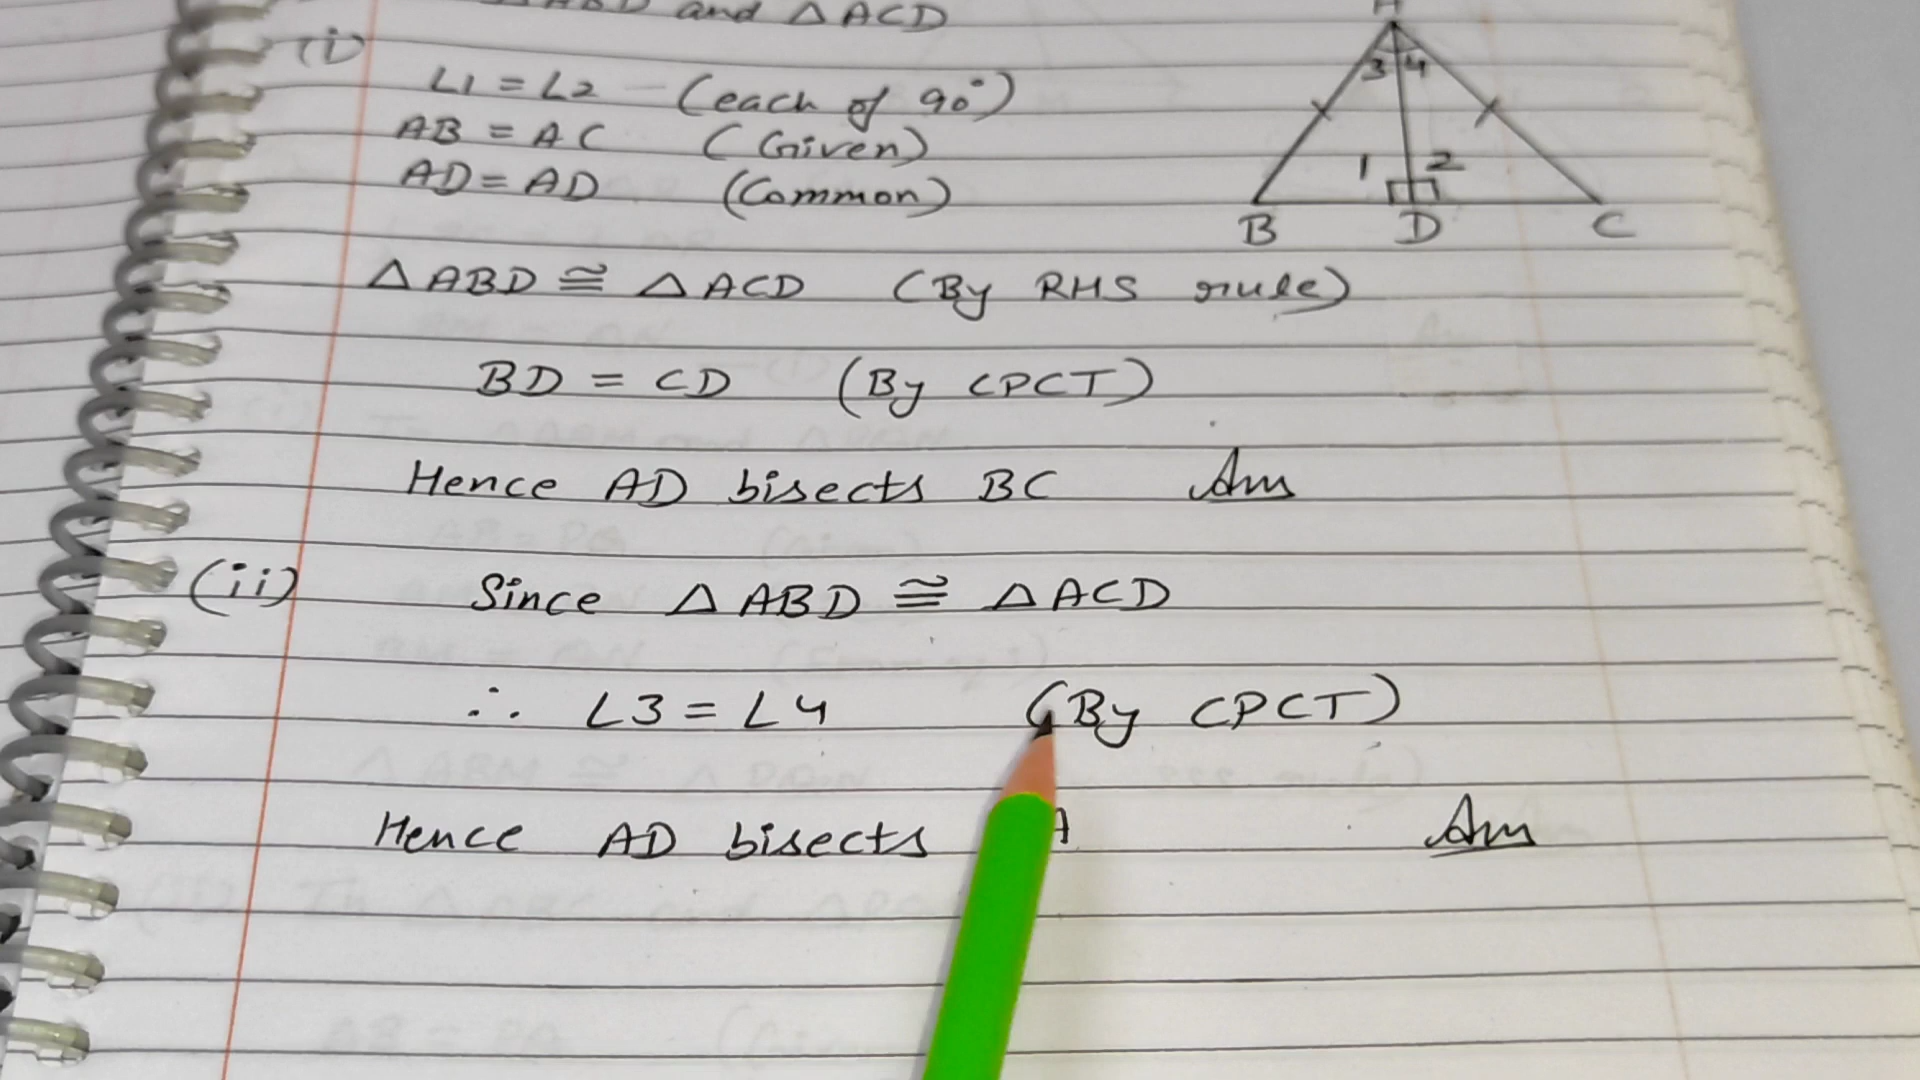 △ABD and △ACD
(i)
∠1 = ∠2 - (each of 90°)
AB = AC (Given)
AD = AD (Common)
A
3 4
1 2
B D C
△ABD ≅ △ACD (By RHS rule)
BD = CD (By CPCT)
Hence AD bisects BC Ans
(ii) Since △ABD ≅ △ACD
∴ ∠3 = ∠4 (By CPCT)
Hence AD bisects A Ans